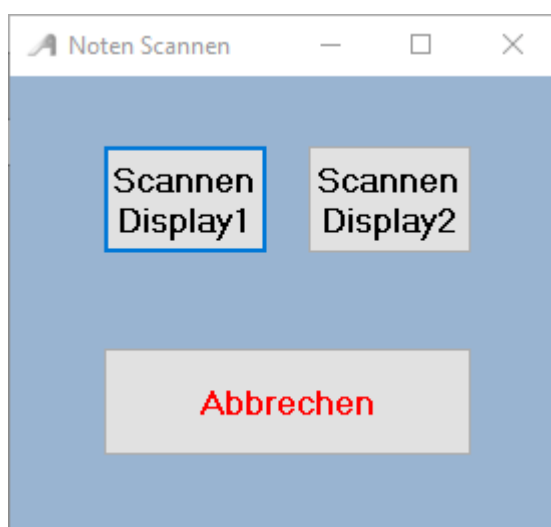 Noten Scannen
Scannen
Display1
Scannen
Display2
Abbrechen